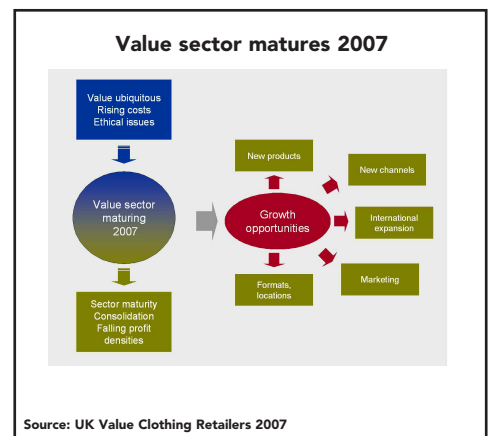 Value sector matures 2007
Value ubiquitous
Rising costs
Ethical issues
Value sector
maturing
2007
Sector maturity
Consolidation
Falling profit
densities
New products
New channels
Growth
opportunities
International
expansion
Formats,
locations
Marketing
Source: UK Value Clothing Retailers 2007